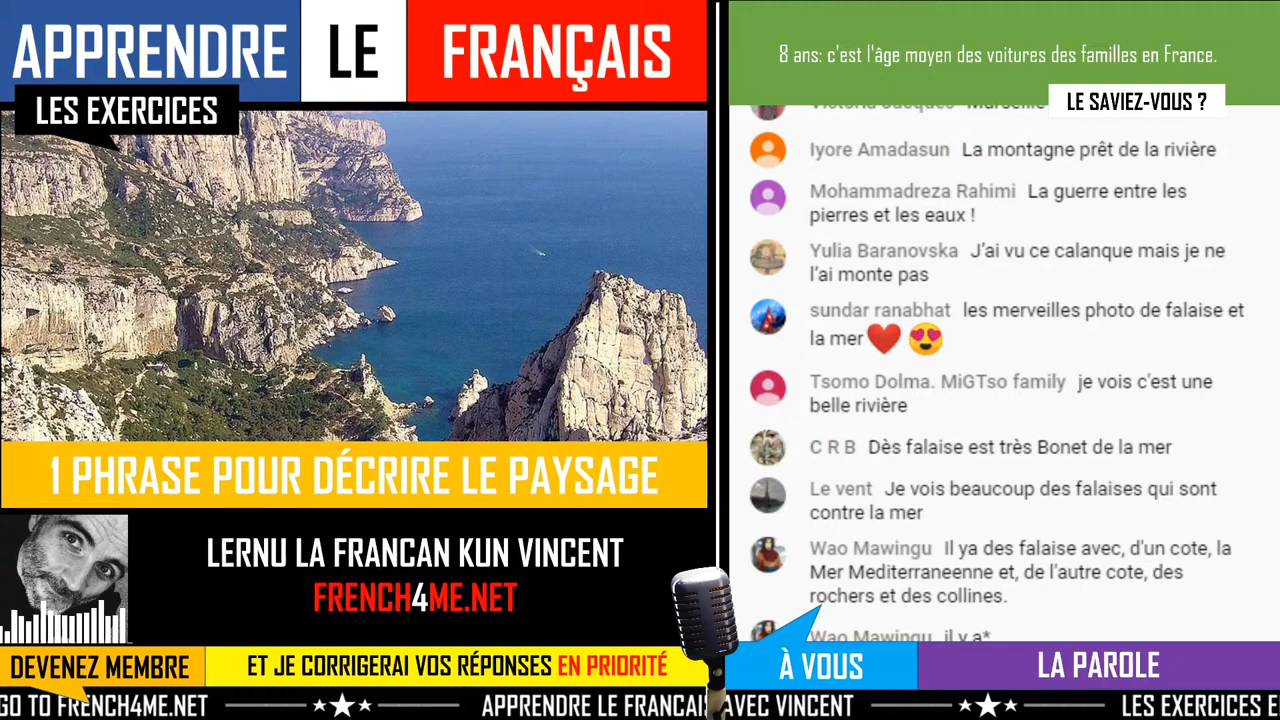 APPRENDRE LE FRANÇAIS
LES EXERCICES
1 PHRASE POUR DÉCRIRE LE PAYSAGE
LERNU LA FRANCAN KUN VINCENT
FRENCH4ME.NET
DEVENEZ MEMBRE
ET JE CORRIGERAI VOS RÉPONSES EN PRIORITÉ
8 ans: c'est l'âge moyen des voitures des familles en France.
LE SAVIEZ-VOUS ?
Iyore Amadasun La montagne prêt de la rivière
Mohammadreza Rahimi La guerre entre les
pierres et les eaux !
Yulia Baranovska J'ai vu ce calanque mais je ne
l'ai monte pas
sundar ranabhat les merveilles photo de falaise et
la mer❤️😍
Tsomo Dolma. MiGTso family je vois c'est une
belle rivière
C R B Dès falaise est très Bonet de la mer
Le vent Je vois beaucoup des falaises qui sont
contre la mer
Wao Mawingu Il ya des falaise avec, d'un cote, la
Mer Mediterraneenne et, de l'autre cote, des
rochers et des collines.
Wao Mawingu il y a*
À VOUS
LA PAROLE
GO TO FRENCH4ME.NET APPRENDRE LE FRANCAIS AVEC VINCENT LES EXERCICES